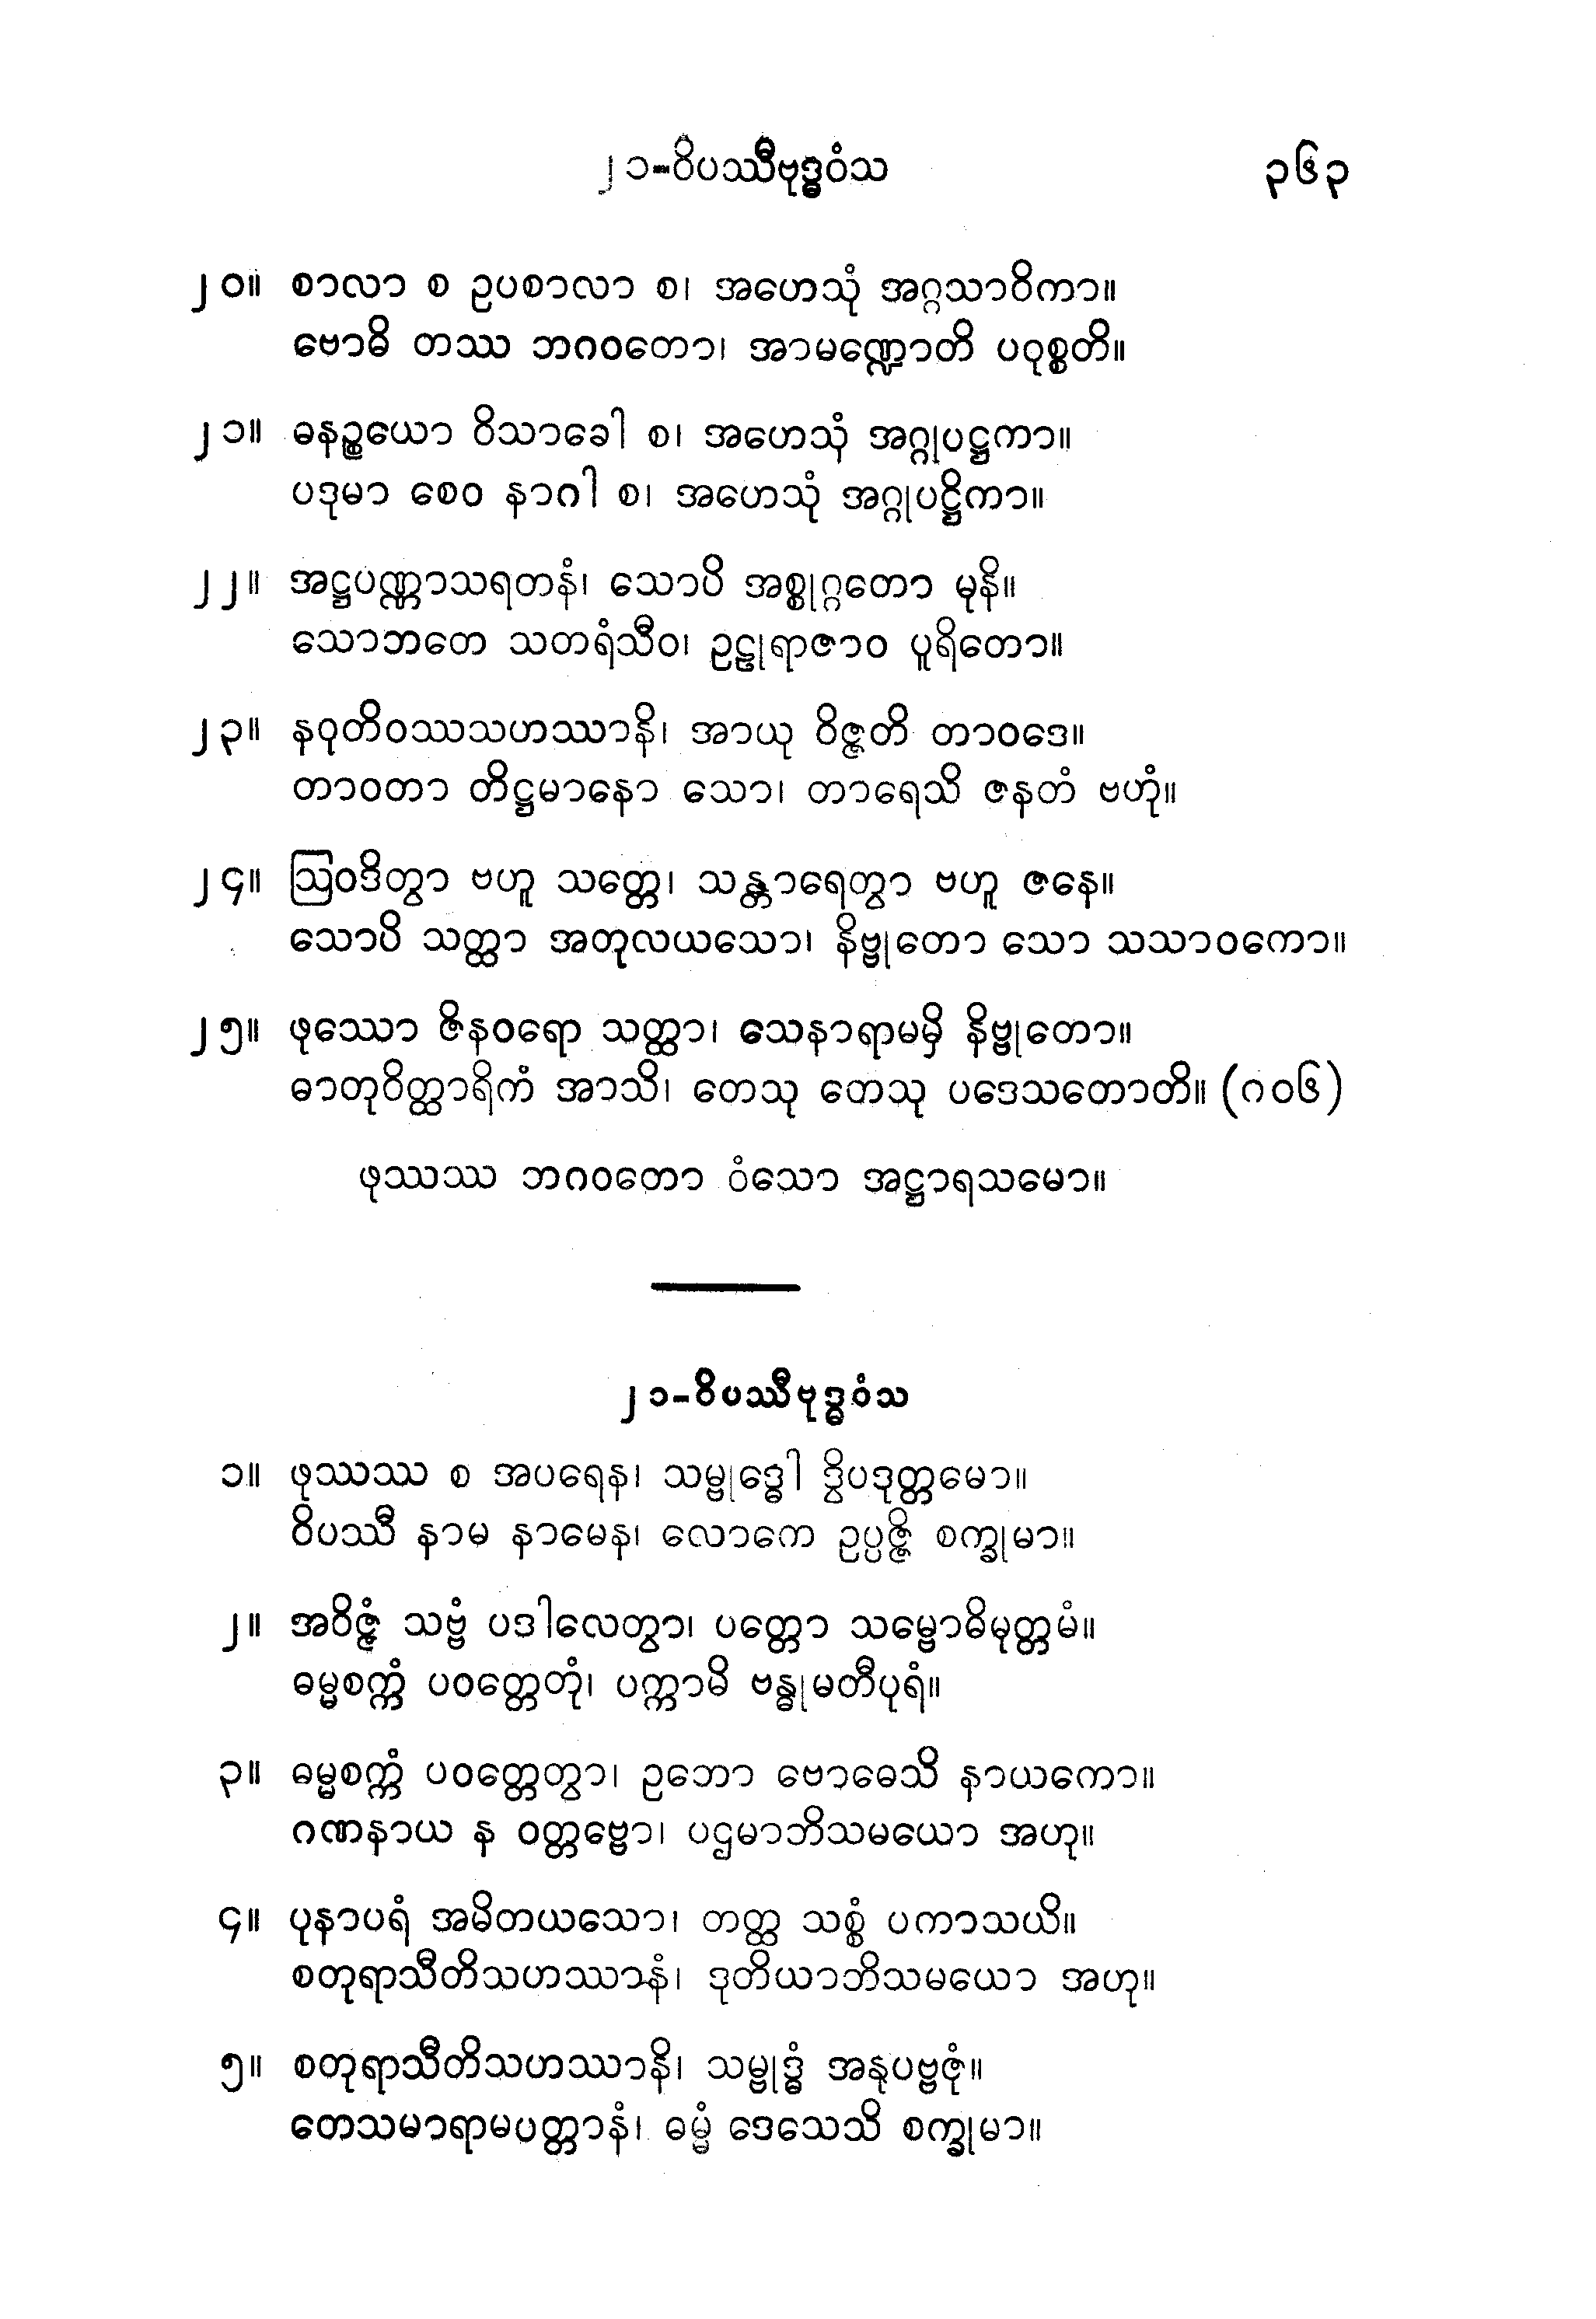 ၂၁-ဝိပဿီဗုဒ္ဓဝံသ ၃၆၃
၂၀။ စာလာ စ ဥပစာလာ စ၊ အဟေသုံ အဂ္ဂသာဝိကာ။
ဗောဓိ တဿ ဘဂဝတော၊ အာမဏ္ဍောတိ ပဝုစ္စတိ။
၂၁။ ဓနဉ္စယော ဝိသာခေါ စ၊ အဟေသုံ အဂ္ဂုပဋ္ဌကာ။
ပဒုမာ စေဝ နာဂါ စ၊ အဟေသုံ အဂ္ဂုပဋ္ဌိကာ။
၂၂။ အဋ္ဌပဏ္ဏာသရတနံ၊ သောပိ အစ္စုဂ္ဂတော မုနိ။
သောဘတေ သတရံသီဝ၊ ဥဠုရာဇာဝ ပူရိတော။
၂၃။ နဝုတိဝဿသဟဿာနိ၊ အာယု ဝိဇ္ဇတိ တာဝဒေ။
တာဝတာ တိဋ္ဌမာနော သော၊ တာရေသိ ဇနတံ ဗဟုံ။
၂၄။ ဩဝဒိတွာ ဗဟူ သတ္တေ၊ သန္တာရေတွာ ဗဟူ ဇနေ။
သောပိ သတ္ထာ အတုလယသော၊ နိဗ္ဗုတော သော သသာဝကော။
၂၅။ ဖုဿော ဇိနဝရော သတ္ထာ၊ သေနာရာမမှိ နိဗ္ဗုတော။
ဓာတုဝိတ္ထာရိကံ အာသိ၊ တေသု တေသု ပဒေသတောတိ။ (၇၀၆)
ဖုဿဿ ဘဂဝတော ဝံသော အဋ္ဌာရသမော။
၂၁-ဝိပဿီဗုဒ္ဓဝံသ
၁။ ဖုဿဿ စ အပရေန၊ သမ္ဗုဒ္ဓေါ ဒွိပဒုတ္တမော။
ဝိပဿီ နာမ နာမေန၊ လောကေ ဥပ္ပဇ္ဇိ စက္ခုမာ။
၂။ အဝိဇ္ဇံ သဗ္ဗံ ပဒါလေတွာ၊ ပတ္တော သမ္ဗောဓိမုတ္တမံ။
ဓမ္မစက္ကံ ပဝတ္တေတုံ၊ ပက္ကာမိ ဗန္ဓုမတီပုရံ။
၃။ ဓမ္မစက္ကံ ပဝတ္တေတွာ၊ ဥဘော ဗောဓေသိ နာယကော။
ဂဏနာယ န ဝတ္တဗ္ဗော၊ ပဌမာဘိသမယော အဟု။
၄။ ပုနာပရံ အမိတယသော၊ တတ္ထ သစ္စံ ပကာသယိ။
စတုရာသီတိသဟဿာနံ၊ ဒုတိယာဘိသမယော အဟု။
၅။ စတုရာသီတိသဟဿာနိ၊ သမ္ဗုဒ္ဓံ အနုပဗ္ဗဇုံ။
တေသမာရာမပတ္တာနံ၊ ဓမ္မံ ဒေသေသိ စက္ခုမာ။